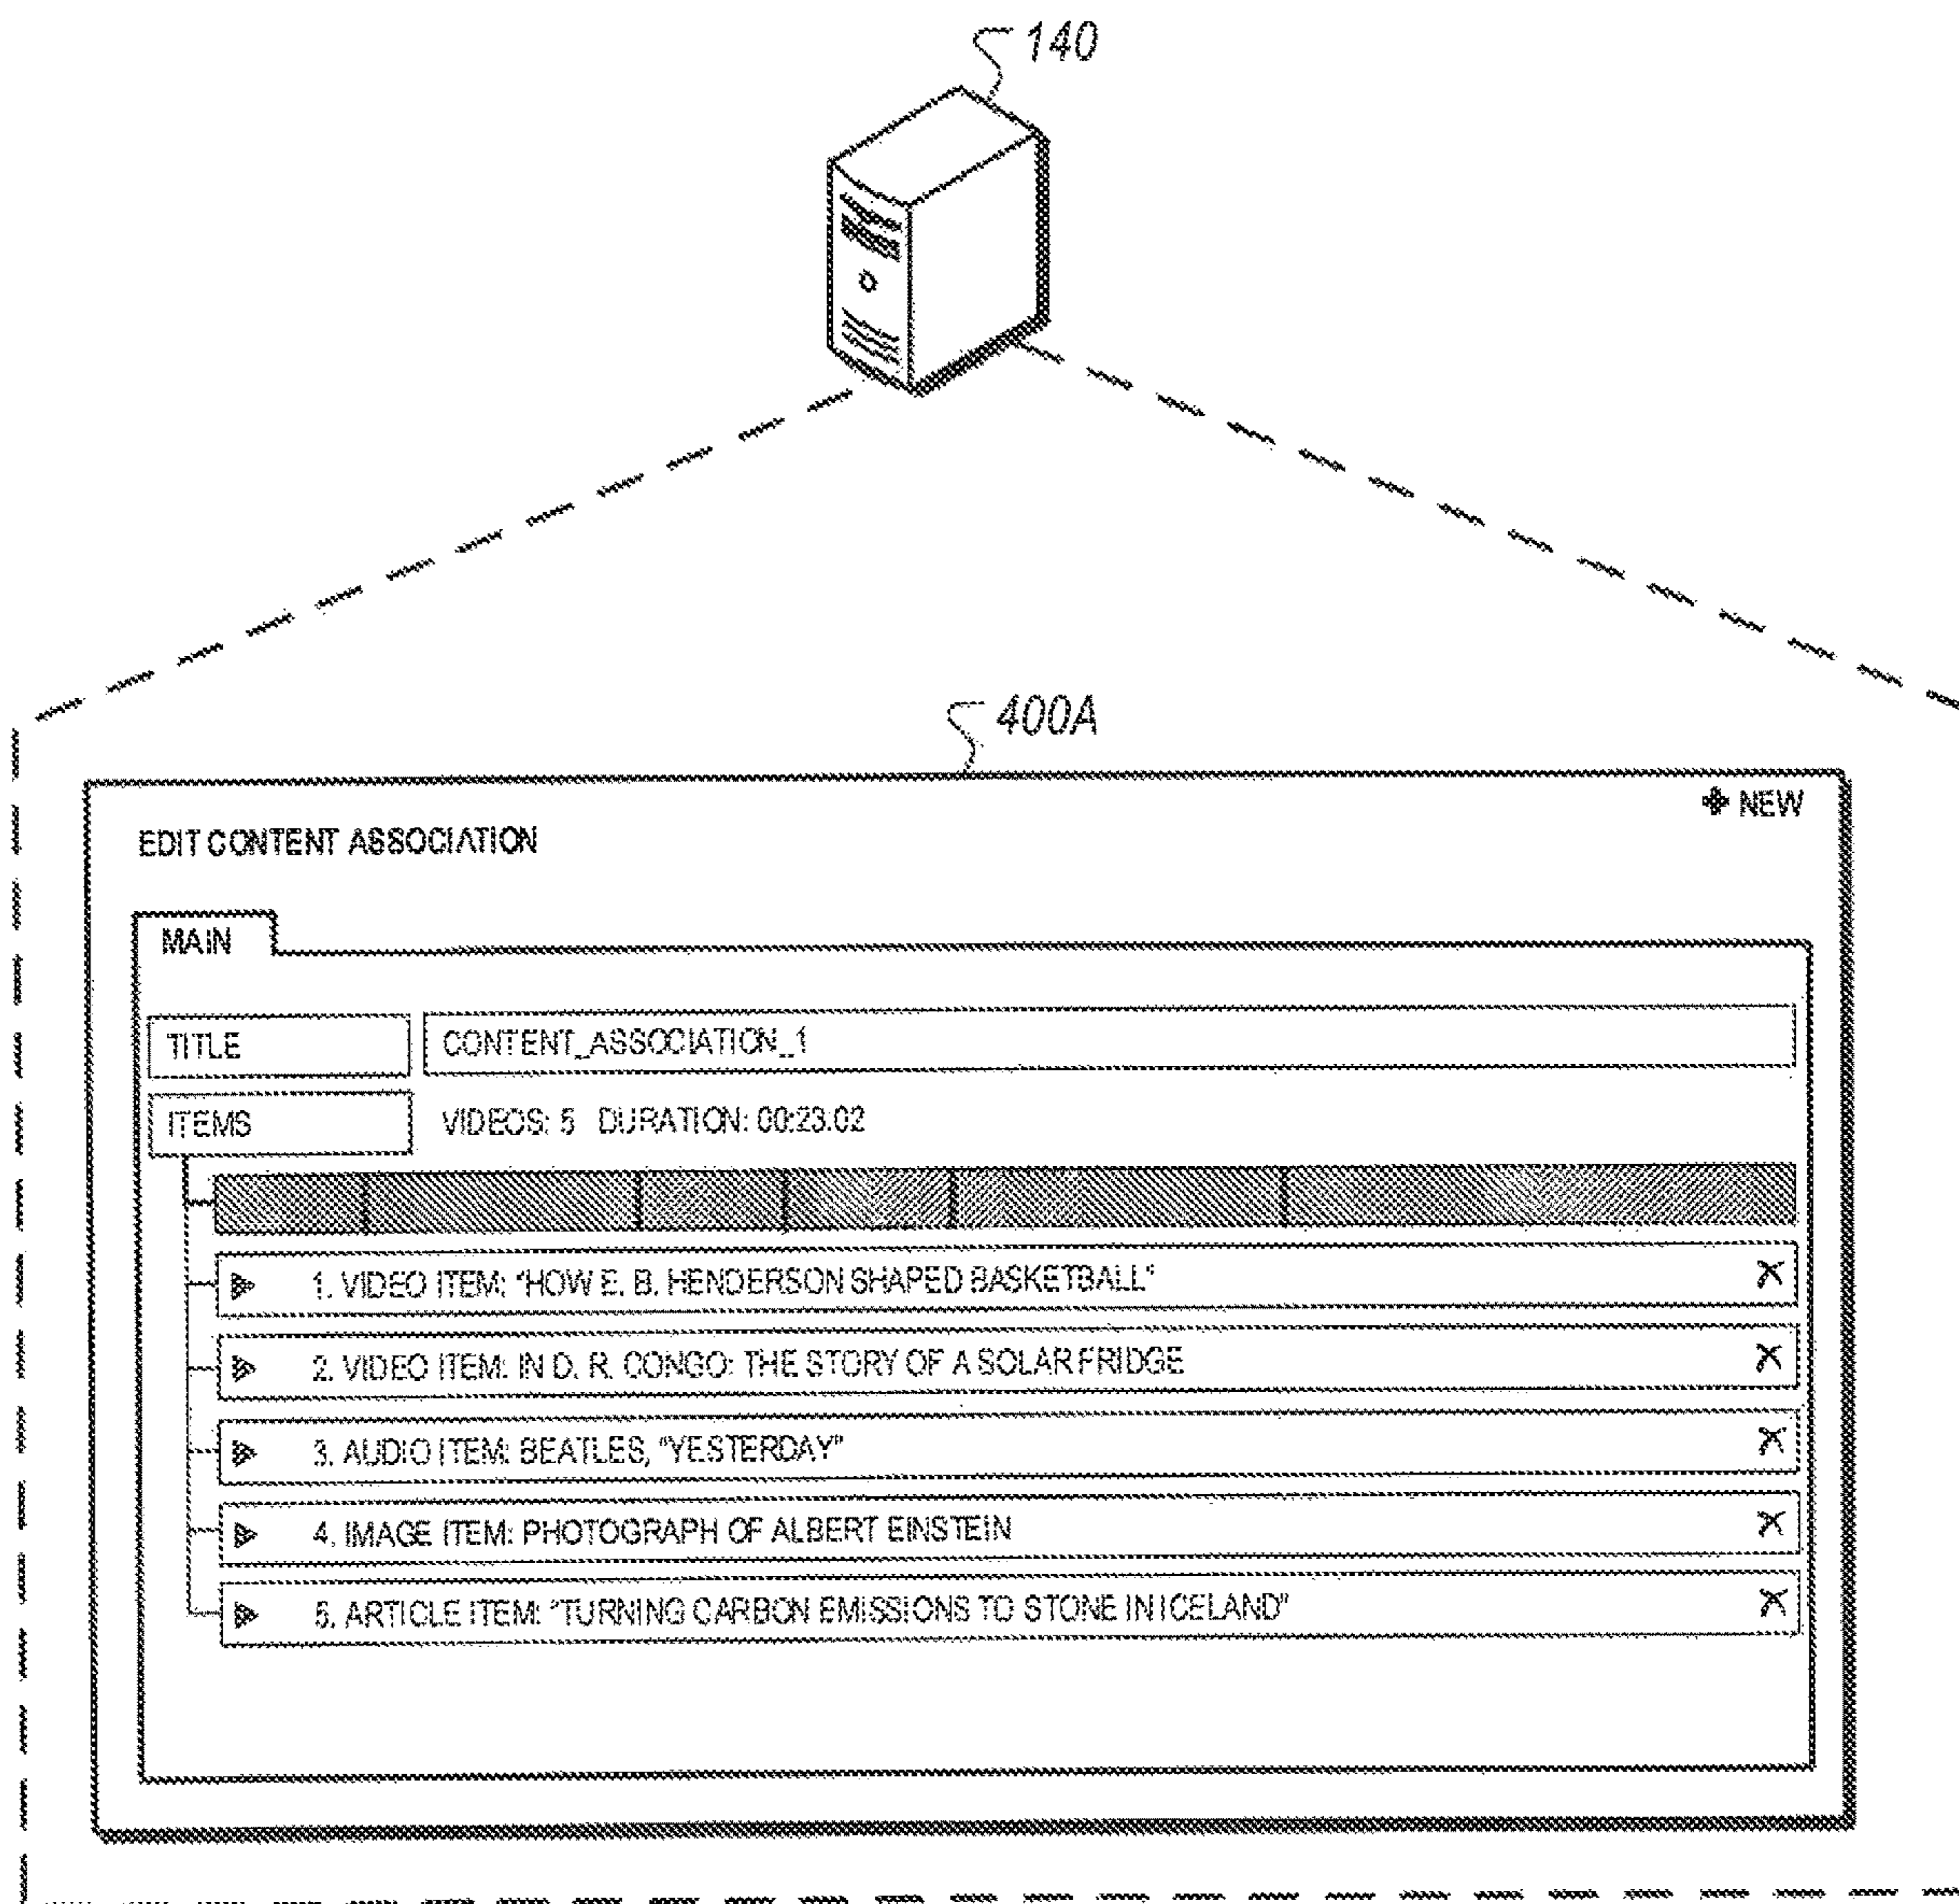 140
400A
✚ NEW
EDIT CONTENT ASSOCIATION
MAIN
TITLE CONTENT_ASSOCIATION_1
ITEMS VIDEOS: 5 DURATION: 00:23:02
1. VIDEO ITEM: "HOW E. B. HENDERSON SHAPED BASKETBALL" X
2. VIDEO ITEM: IN D. R. CONGO: THE STORY OF A SOLAR FRIDGE X
3. AUDIO ITEM: BEATLES, "YESTERDAY" X
4. IMAGE ITEM: PHOTOGRAPH OF ALBERT EINSTEIN X
5. ARTICLE ITEM: "TURNING CARBON EMISSIONS TO STONE IN ICELAND" X